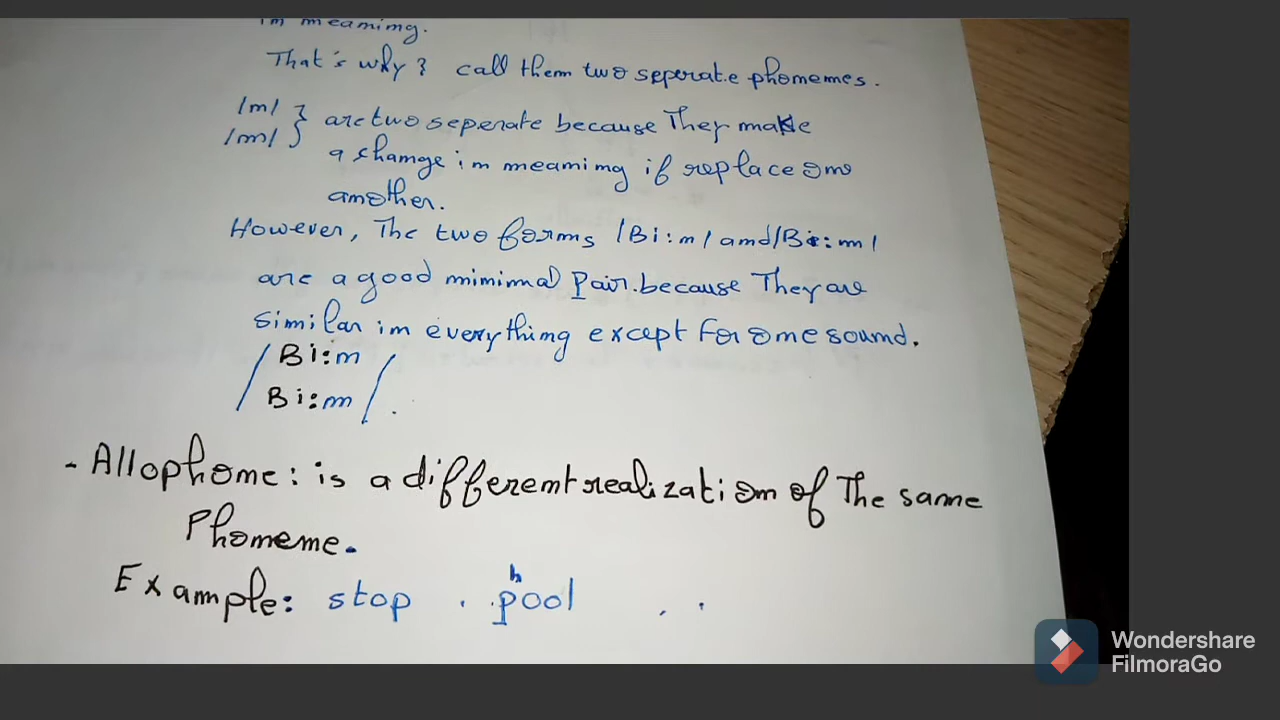 in meaning.
That's why I call them two seperate phonemes.
/n/
/m/ } are two seperate because They make
a change in meaning if replace one
another.
However, The two forms /Bi:n/ and /Bi:m/
are a good minimal Pair. because They are
similar in everything except for one sound.
/ Bi:n
Bi:m / .
- Allophone: is a different realization of The same
Phoneme.
Example: stop . pʰool
Wondershare
FilmoraGo